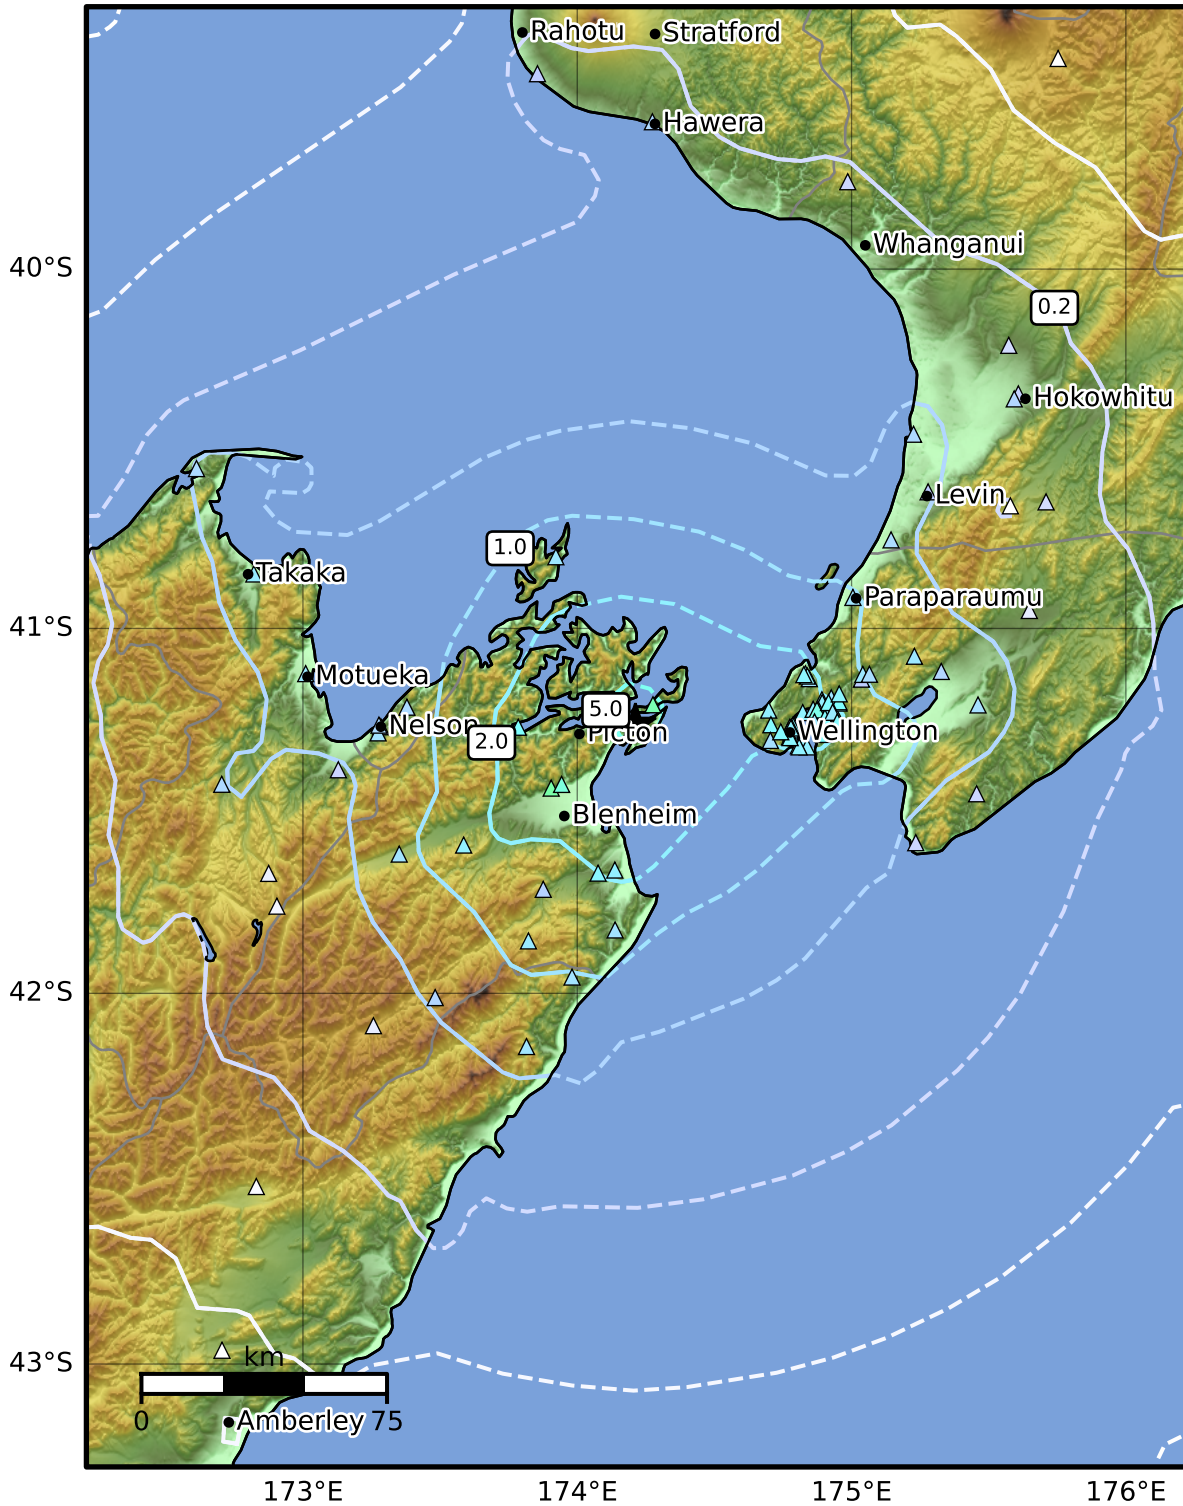 Rahotu
Stratford
Hawera
Whanganui
40°S
0.2
Hokowhitu
Levin
1.0
Takaka
Paraparaumu
41°S
Motueka
5.0
Nelson
2.0
Picton
Wellington
Blenheim
42°S
43°S
km
0
75
Amberley
173°E
174°E
175°E
176°E